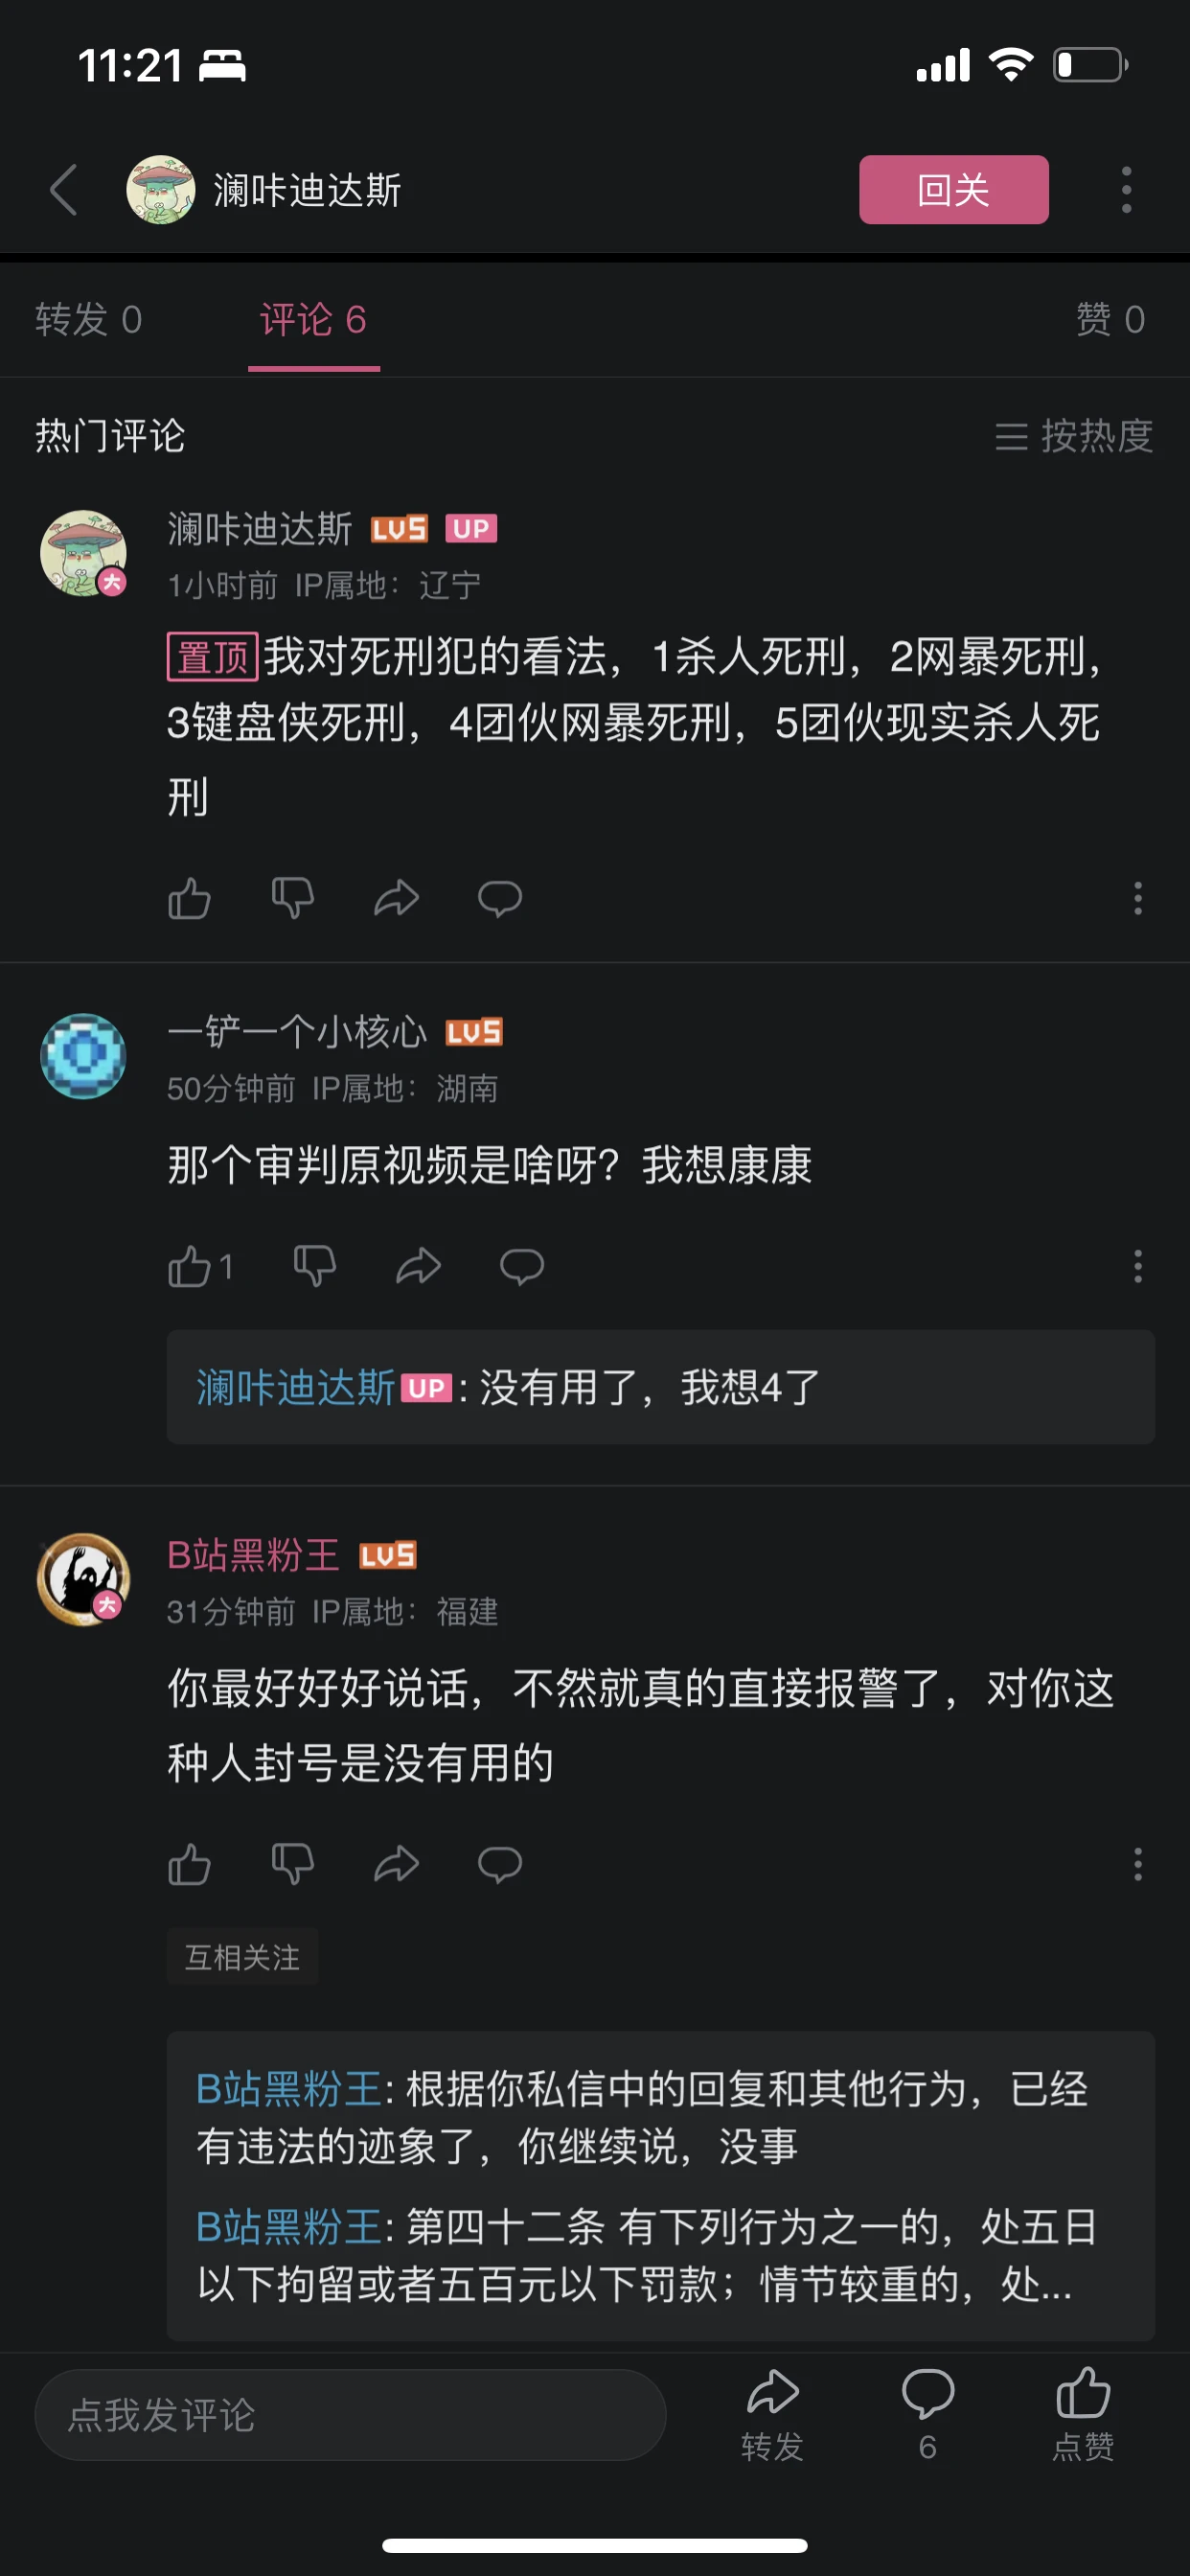 11:21
澜咔迪达斯
回关
转发 0
评论 6
赞 0
热门评论
按热度
澜咔迪达斯 LV5 UP
1小时前 IP属地：辽宁
置顶我对死刑犯的看法，1杀人死刑，2网暴死刑，
3键盘侠死刑，4团伙网暴死刑，5团伙现实杀人死
刑
一铲一个小核心 LV5
50分钟前 IP属地：湖南
那个审判原视频是啥呀？我想康康
1
澜咔迪达斯UP: 没有用了，我想4了
大
B站黑粉王 LV5
31分钟前 IP属地：福建
你最好好好说话，不然就真的直接报警了，对你这
种人封号是没有用的
互相关注
B站黑粉王: 根据你私信中的回复和其他行为，已经
有违法的迹象了，你继续说，没事
B站黑粉王: 第四十二条 有下列行为之一的，处五日
以下拘留或者五百元以下罚款；情节较重的，处...
点我发评论
转发
6
点赞